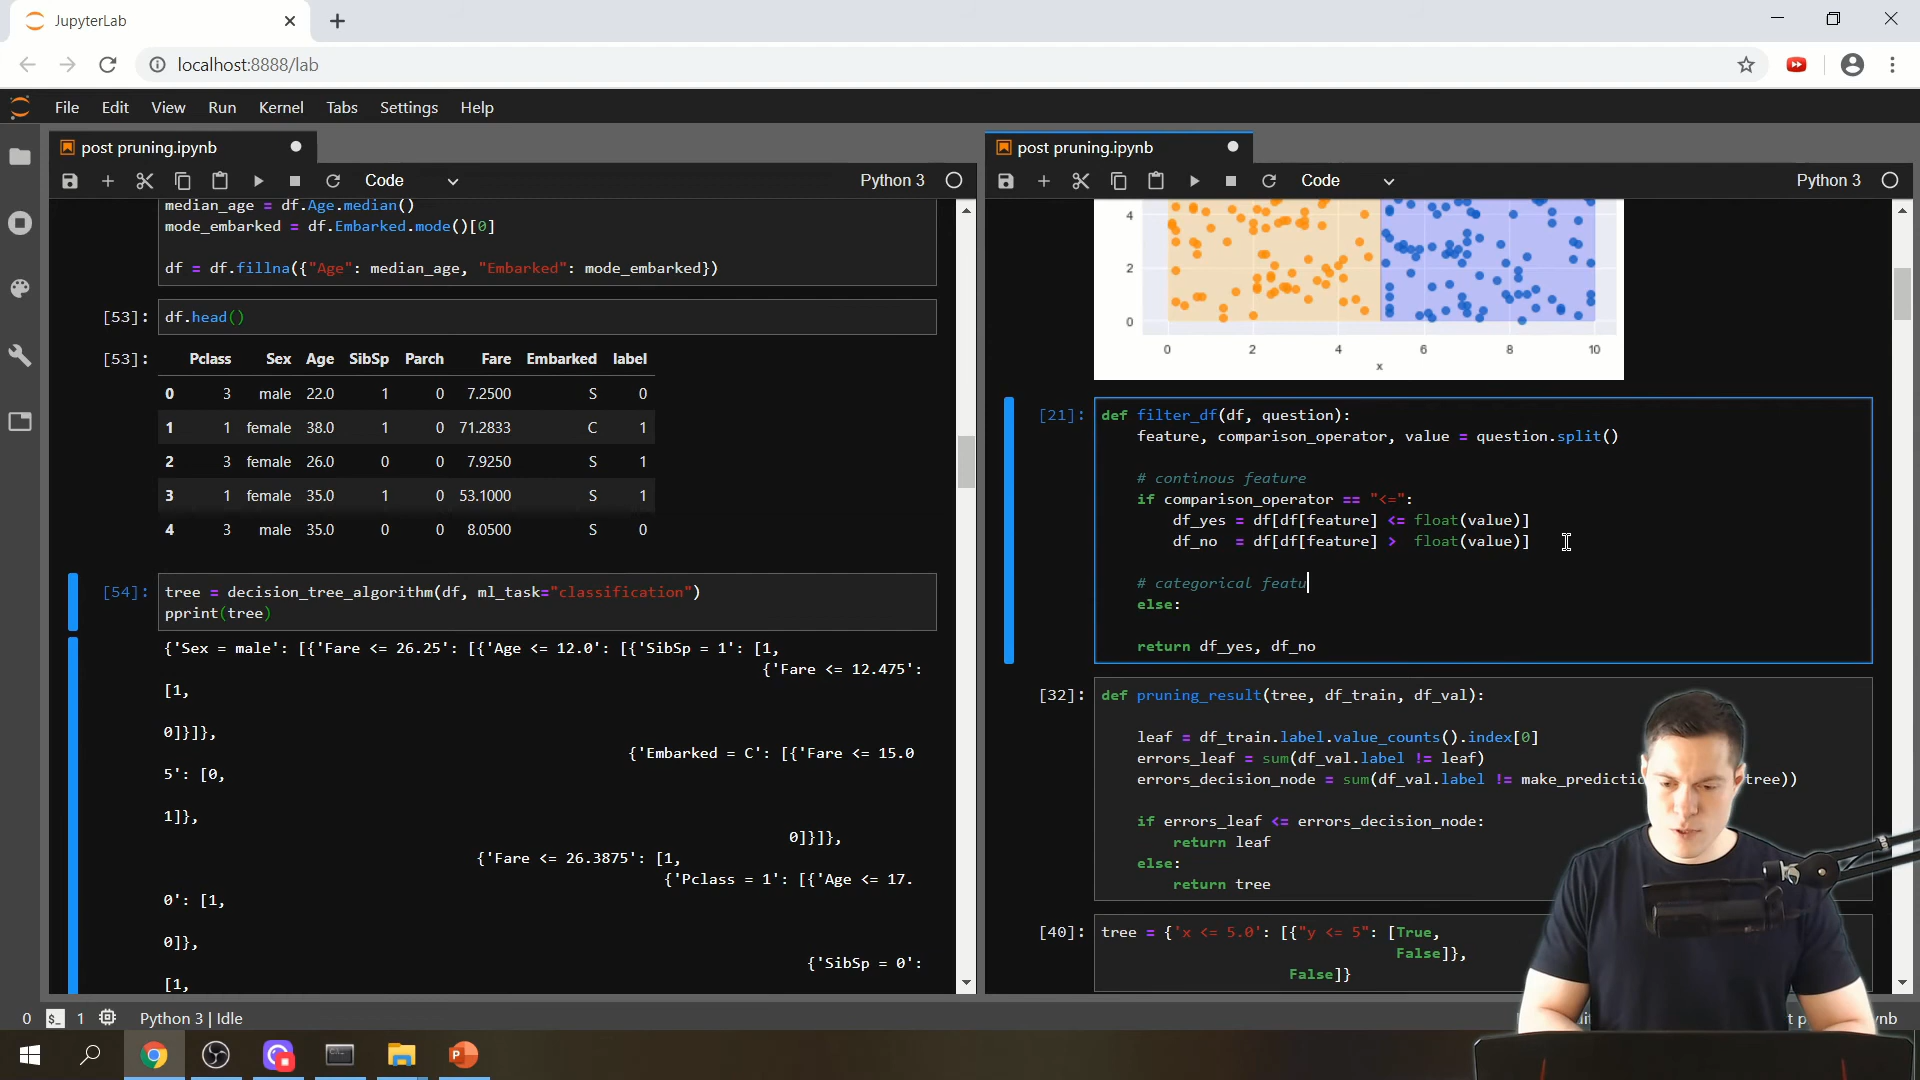 JupyterLab
localhost:8888/lab
File Edit View Run Kernel Tabs Settings Help
post pruning.ipynb
Code
Python 3
median_age = df.Age.median()
mode_embarked = df.Embarked.mode()[0]
df = df.fillna({"Age": median_age, "Embarked": mode_embarked})
[53]: df.head()
[53]: Pclass Sex Age SibSp Parch Fare Embarked label
0 3 male 22.0 1 0 7.2500 S 0
1 1 female 38.0 1 0 71.2833 C 1
2 3 female 26.0 0 0 7.9250 S 1
3 1 female 35.0 1 0 53.1000 S 1
4 3 male 35.0 0 0 8.0500 S 0
[54]: tree = decision_tree_algorithm(df, ml_task="classification")
pprint(tree)
{'Sex = male': [{'Fare <= 26.25': [{'Age <= 12.0': [{'SibSp = 1': [1,
{'Fare <= 12.475':
[1,
0]}]},
{'Embarked = C': [{'Fare <= 15.0
5': [0,
1]},
0]}]},
{'Fare <= 26.3875': [1,
{'Pclass = 1': [{'Age <= 17.
0': [1,
0]},
{'SibSp = 0':
[1,
post pruning.ipynb
Code
Python 3
4
2
0
0 2 4 6 8 10
x
[21]: def filter_df(df, question):
feature, comparison_operator, value = question.split()
# continous feature
if comparison_operator == "<=":
df_yes = df[df[feature] <= float(value)]
df_no = df[df[feature] > float(value)]
# categorical featu
else:
return df_yes, df_no
[32]: def pruning_result(tree, df_train, df_val):
leaf = df_train.label.value_counts().index[0]
errors_leaf = sum(df_val.label != leaf)
errors_decision_node = sum(df_val.label != tree))
if errors_leaf <= errors_decision_node:
return leaf
else:
return tree
[40]: tree = {'x <= 5.0': [{"y <= 5": [True,
False]},
False]}
0 $_ 1 Python 3 | Idle